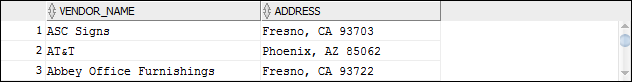 VENDOR_NAME ADDRESS
1 ASC Signs Fresno, CA 93703
2 AT&T Phoenix, AZ 85062
3 Abbey Office Furnishings Fresno, CA 93722